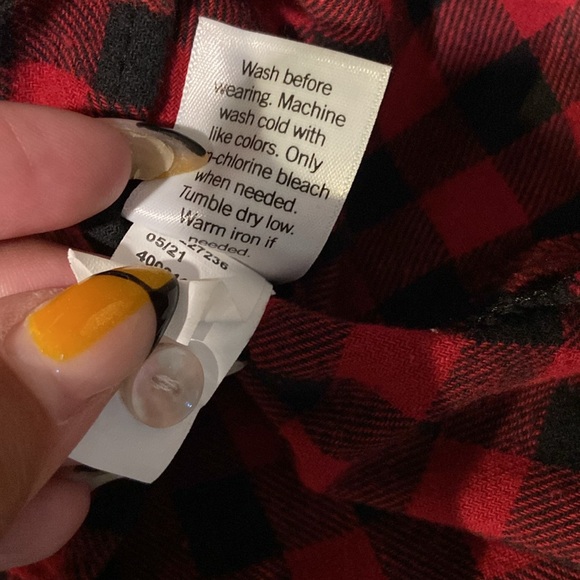 Wash before
wearing. Machine
wash cold with
like colors. Only
-chlorine bleach
when needed.
Tumble dry low.
Warm iron if
needed.
27236
05/21